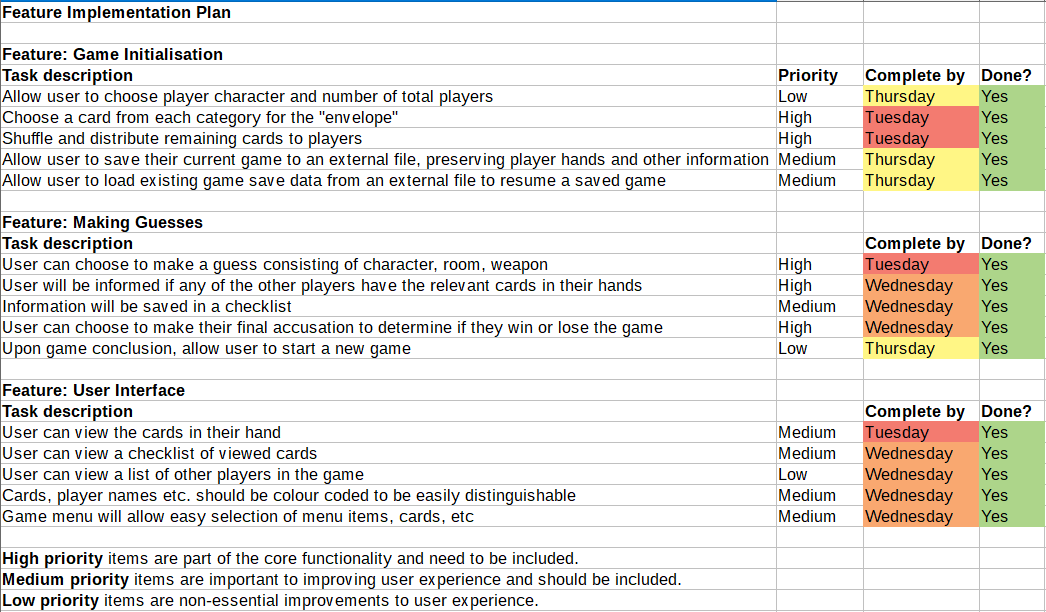 Feature Implementation Plan
Feature: Game Initialisation
Task description Priority Complete by Done?
Allow user to choose player character and number of total players Low Thursday Yes
Choose a card from each category for the "envelope" High Tuesday Yes
Shuffle and distribute remaining cards to players High Tuesday Yes
Allow user to save their current game to an external file, preserving player hands and other information Medium Thursday Yes
Allow user to load existing game save data from an external file to resume a saved game Medium Thursday Yes
Feature: Making Guesses
Task description Complete by Done?
User can choose to make a guess consisting of character, room, weapon High Tuesday Yes
User will be informed if any of the other players have the relevant cards in their hands High Wednesday Yes
Information will be saved in a checklist Medium Wednesday Yes
User can choose to make their final accusation to determine if they win or lose the game High Wednesday Yes
Upon game conclusion, allow user to start a new game Low Thursday Yes
Feature: User Interface
Task description Complete by Done?
User can view the cards in their hand Medium Tuesday Yes
User can view a checklist of viewed cards Medium Wednesday Yes
User can view a list of other players in the game Low Wednesday Yes
Cards, player names etc. should be colour coded to be easily distinguishable Medium Wednesday Yes
Game menu will allow easy selection of menu items, cards, etc Medium Wednesday Yes
High priority items are part of the core functionality and need to be included.
Medium priority items are important to improving user experience and should be included.
Low priority items are non-essential improvements to user experience.